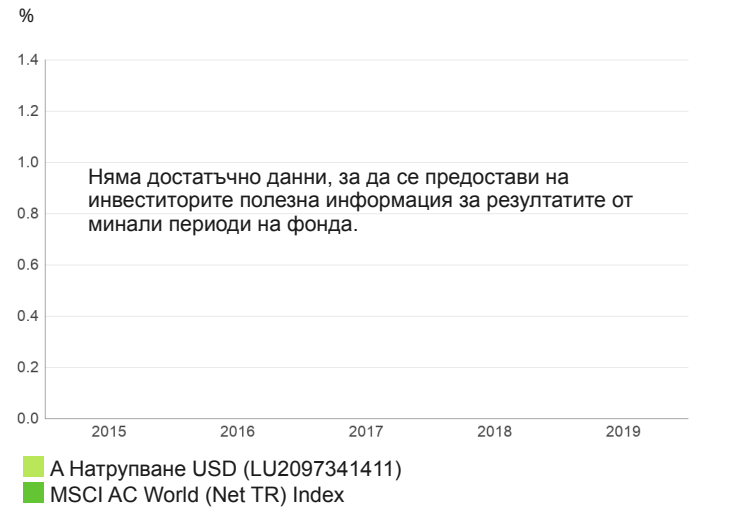 %
1.4
1.2
1.0
Няма достатъчно данни, за да се предостави на
инвеститорите полезна информация за резултатите от
минали периоди на фонда.
0.8
0.6
0.4
0.2
0.0
2015 2016 2017 2018 2019
А Натрупване USD (LU2097341411)
MSCI AC World (Net TR) Index